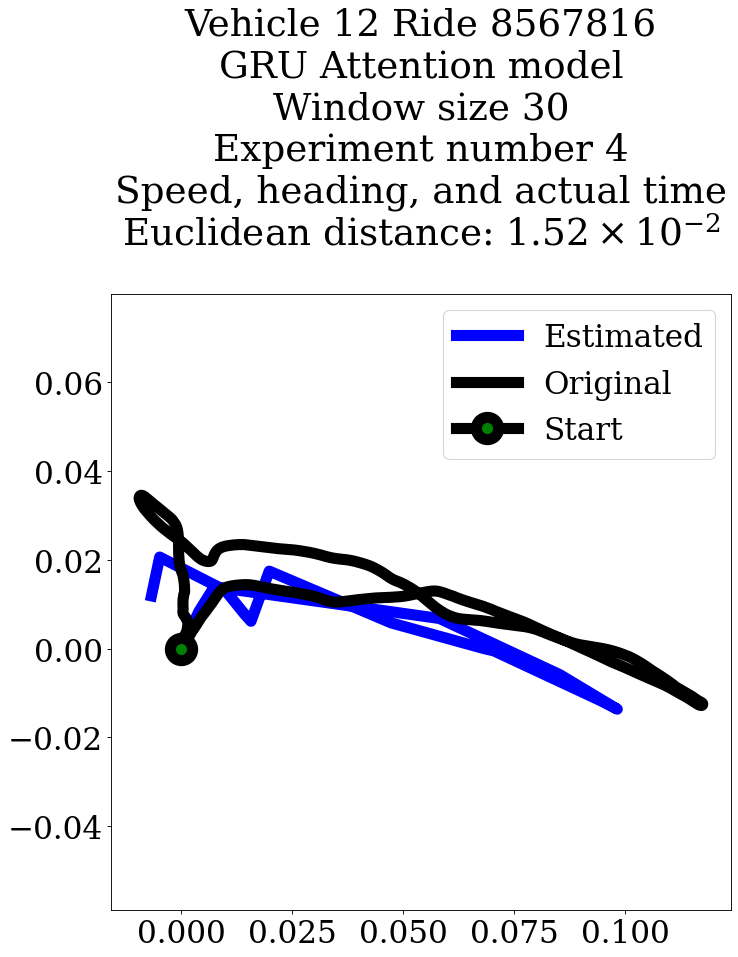 Vehicle 12 Ride 8567816
GRU Attention model
Window size 30
Experiment number 4
Speed, heading, and actual time
Euclidean distance: 1.52 × 10⁻²
Estimated
Original
Start
0.06
0.04
0.02
0.00
−0.02
−0.04
0.000 0.025 0.050 0.075 0.100